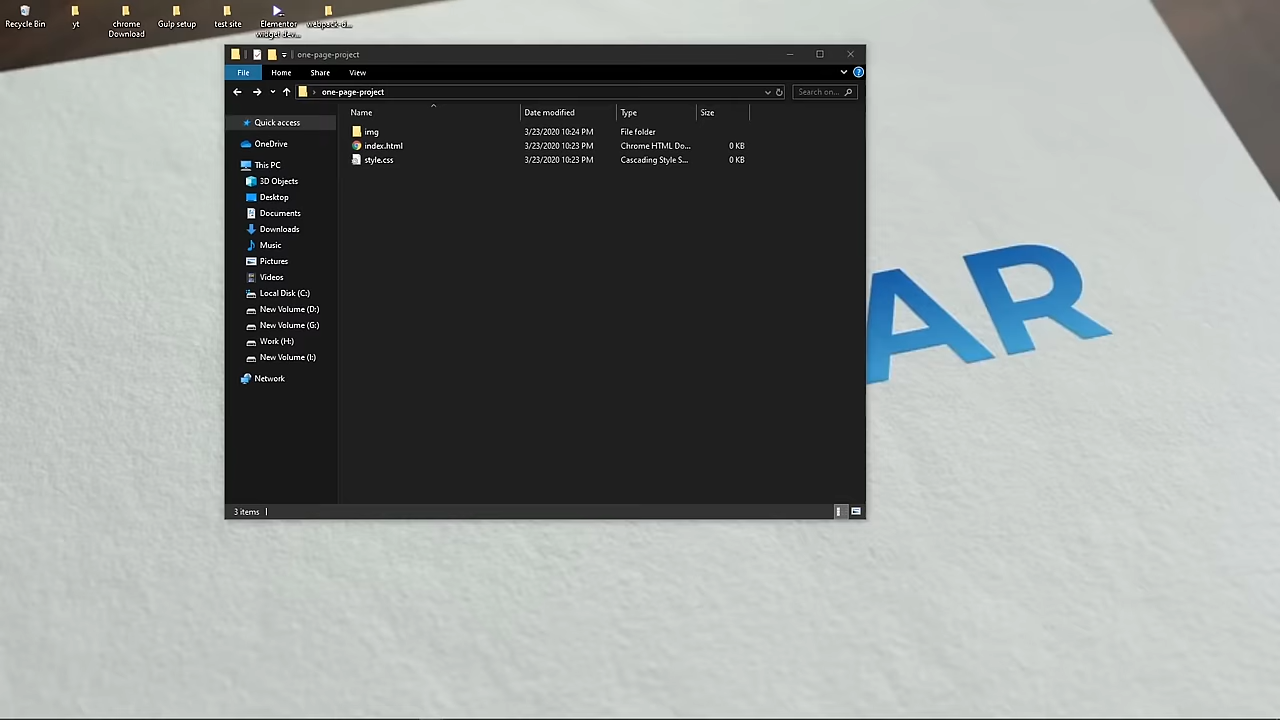 Recycle Bin
yt
chrome
Download
Gulp setup
test site
Elementor
widget dev...
webpack-d...
one-page-project
File Home Share View
one-page-project
Search on...
Name Date modified Type Size
img 3/23/2020 10:24 PM File folder
index.html 3/23/2020 10:23 PM Chrome HTML Do... 0 KB
style.css 3/23/2020 10:23 PM Cascading Style S... 0 KB
Quick access
OneDrive
This PC
3D Objects
Desktop
Documents
Downloads
Music
Pictures
Videos
Local Disk (C:)
New Volume (D:)
New Volume (G:)
Work (H:)
New Volume (I:)
Network
3 items
AR